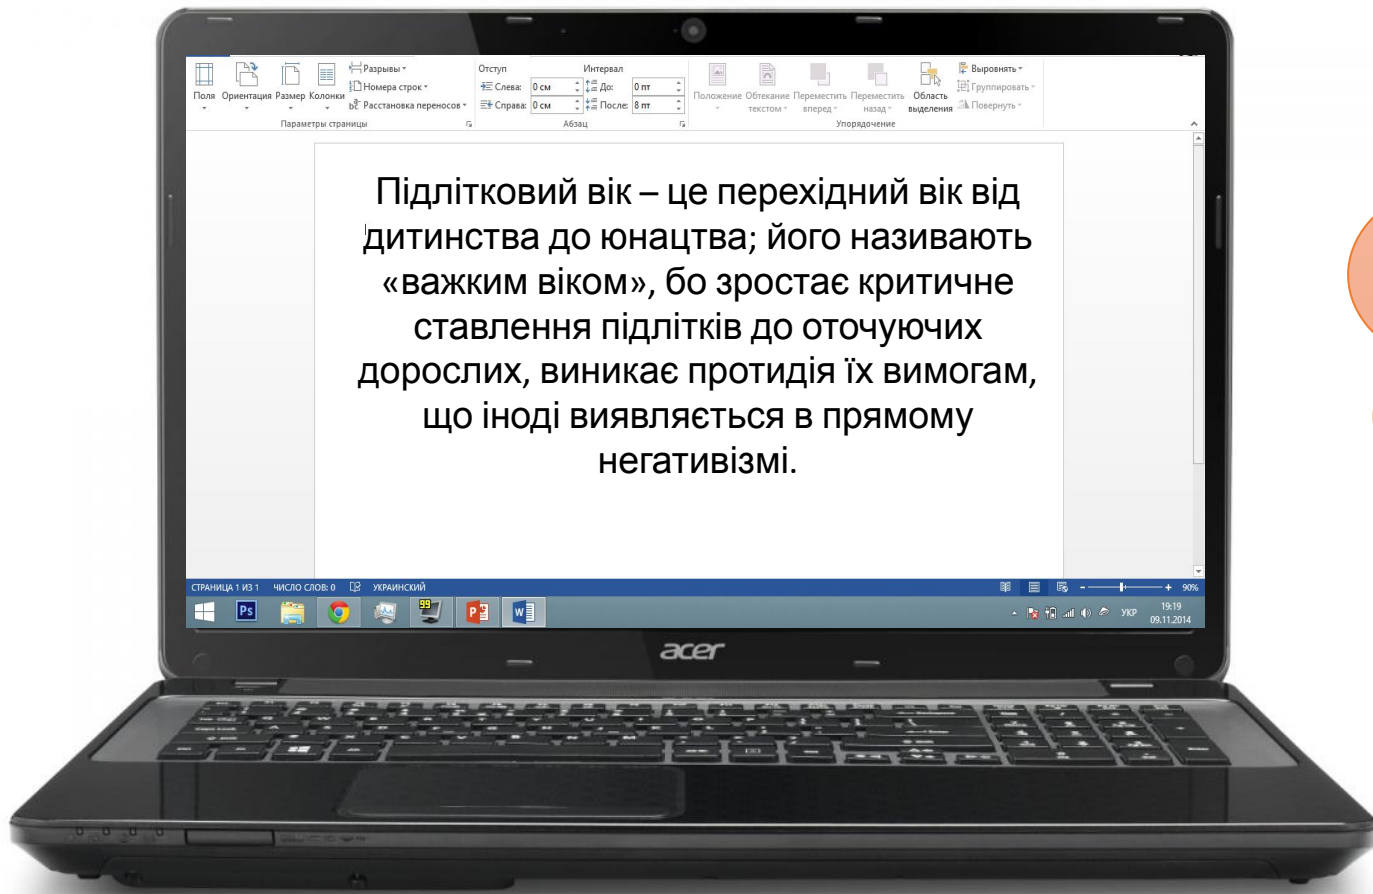 Разрывы
Номера строк
Расстановка переносов
Поля Ориентация Размер Колонки
Параметры страницы
Отступ
Интервал
Слева: 0 см
До: 0 пт
Справа: 0 см
После: 8 пт
Абзац
Положение Обтекание текстом Переместить вперед Переместить назад Область выделения
Выровнять
Группировать
Повернуть
Упорядочение
Підлітковий вік – це перехідний вік від
дитинства до юнацтва; його називають
«важким віком», бо зростає критичне
ставлення підлітків до оточуючих
дорослих, виникає протидія їх вимогам,
що іноді виявляється в прямому
негативізмі.
СТРАНИЦА 1 ИЗ 1 ЧИСЛО СЛОВ: 0 УКРАИНСКИЙ
90%
Ps
99
УКР
19:19
09.11.2014
acer